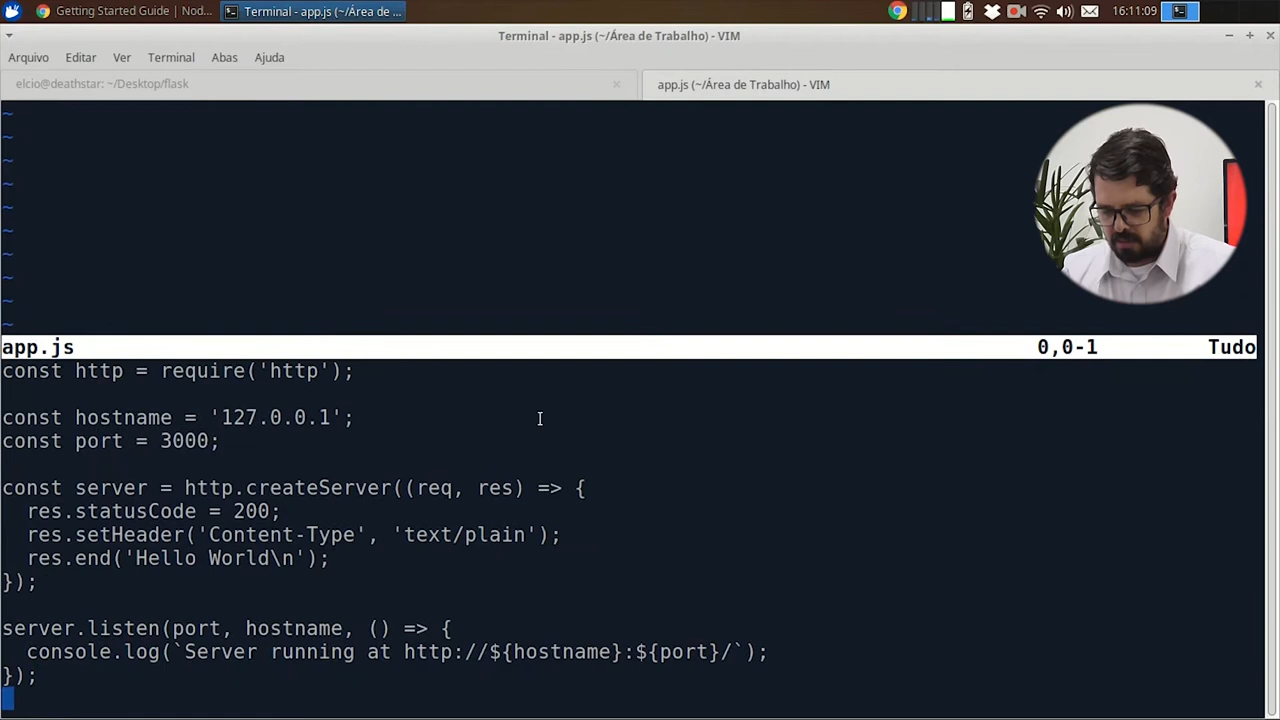 Getting Started Guide | Nod...
Terminal - app.js (~/Área de ...
16:11:09
Terminal - app.js (~/Área de Trabalho) - VIM
Arquivo Editar Ver Terminal Abas Ajuda
elcio@deathstar: ~/Desktop/flask
app.js (~/Área de Trabalho) - VIM
~
~
~
~
~
~
~
~
~
~
app.js 0,0-1 Tudo
const http = require('http');
const hostname = '127.0.0.1';
const port = 3000;
const server = http.createServer((req, res) => {
  res.statusCode = 200;
  res.setHeader('Content-Type', 'text/plain');
  res.end('Hello World\n');
});
server.listen(port, hostname, () => {
  console.log(`Server running at http://${hostname}:${port}/`);
});